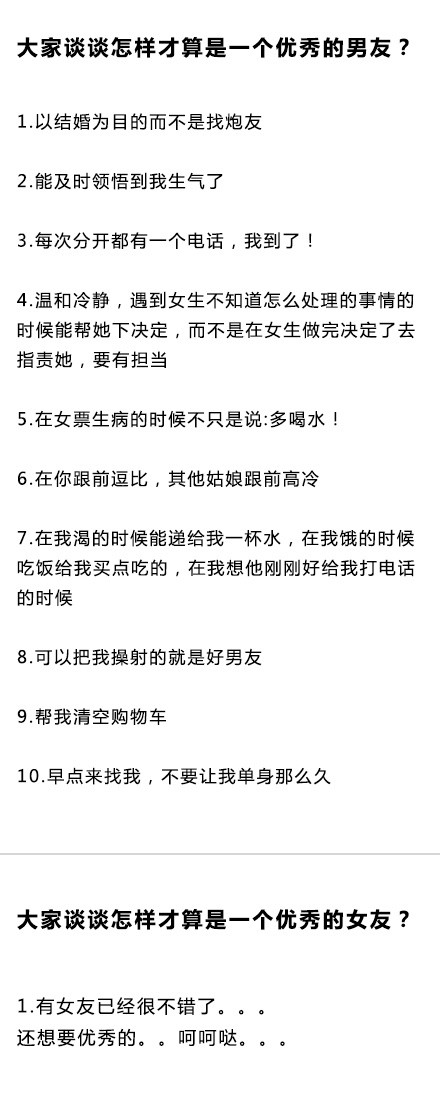 大家谈谈怎样才算是一个优秀的男友？
1.以结婚为目的而不是找炮友
2.能及时领悟到我生气了
3.每次分开都有一个电话，我到了！
4.温和冷静，遇到女生不知道怎么处理的事情的
时候能帮她下决定，而不是在女生做完决定了去
指责她，要有担当
5.在女票生病的时候不只是说:多喝水！
6.在你跟前逗比，其他姑娘跟前高冷
7.在我渴的时候能递给我一杯水，在我饿的时候
吃饭给我买点吃的，在我想他刚刚好给我打电话
的时候
8.可以把我操射的就是好男友
9.帮我清空购物车
10.早点来找我，不要让我单身那么久
大家谈谈怎样才算是一个优秀的女友？
1.有女友已经很不错了。。。
还想要优秀的。。呵呵哒。。。